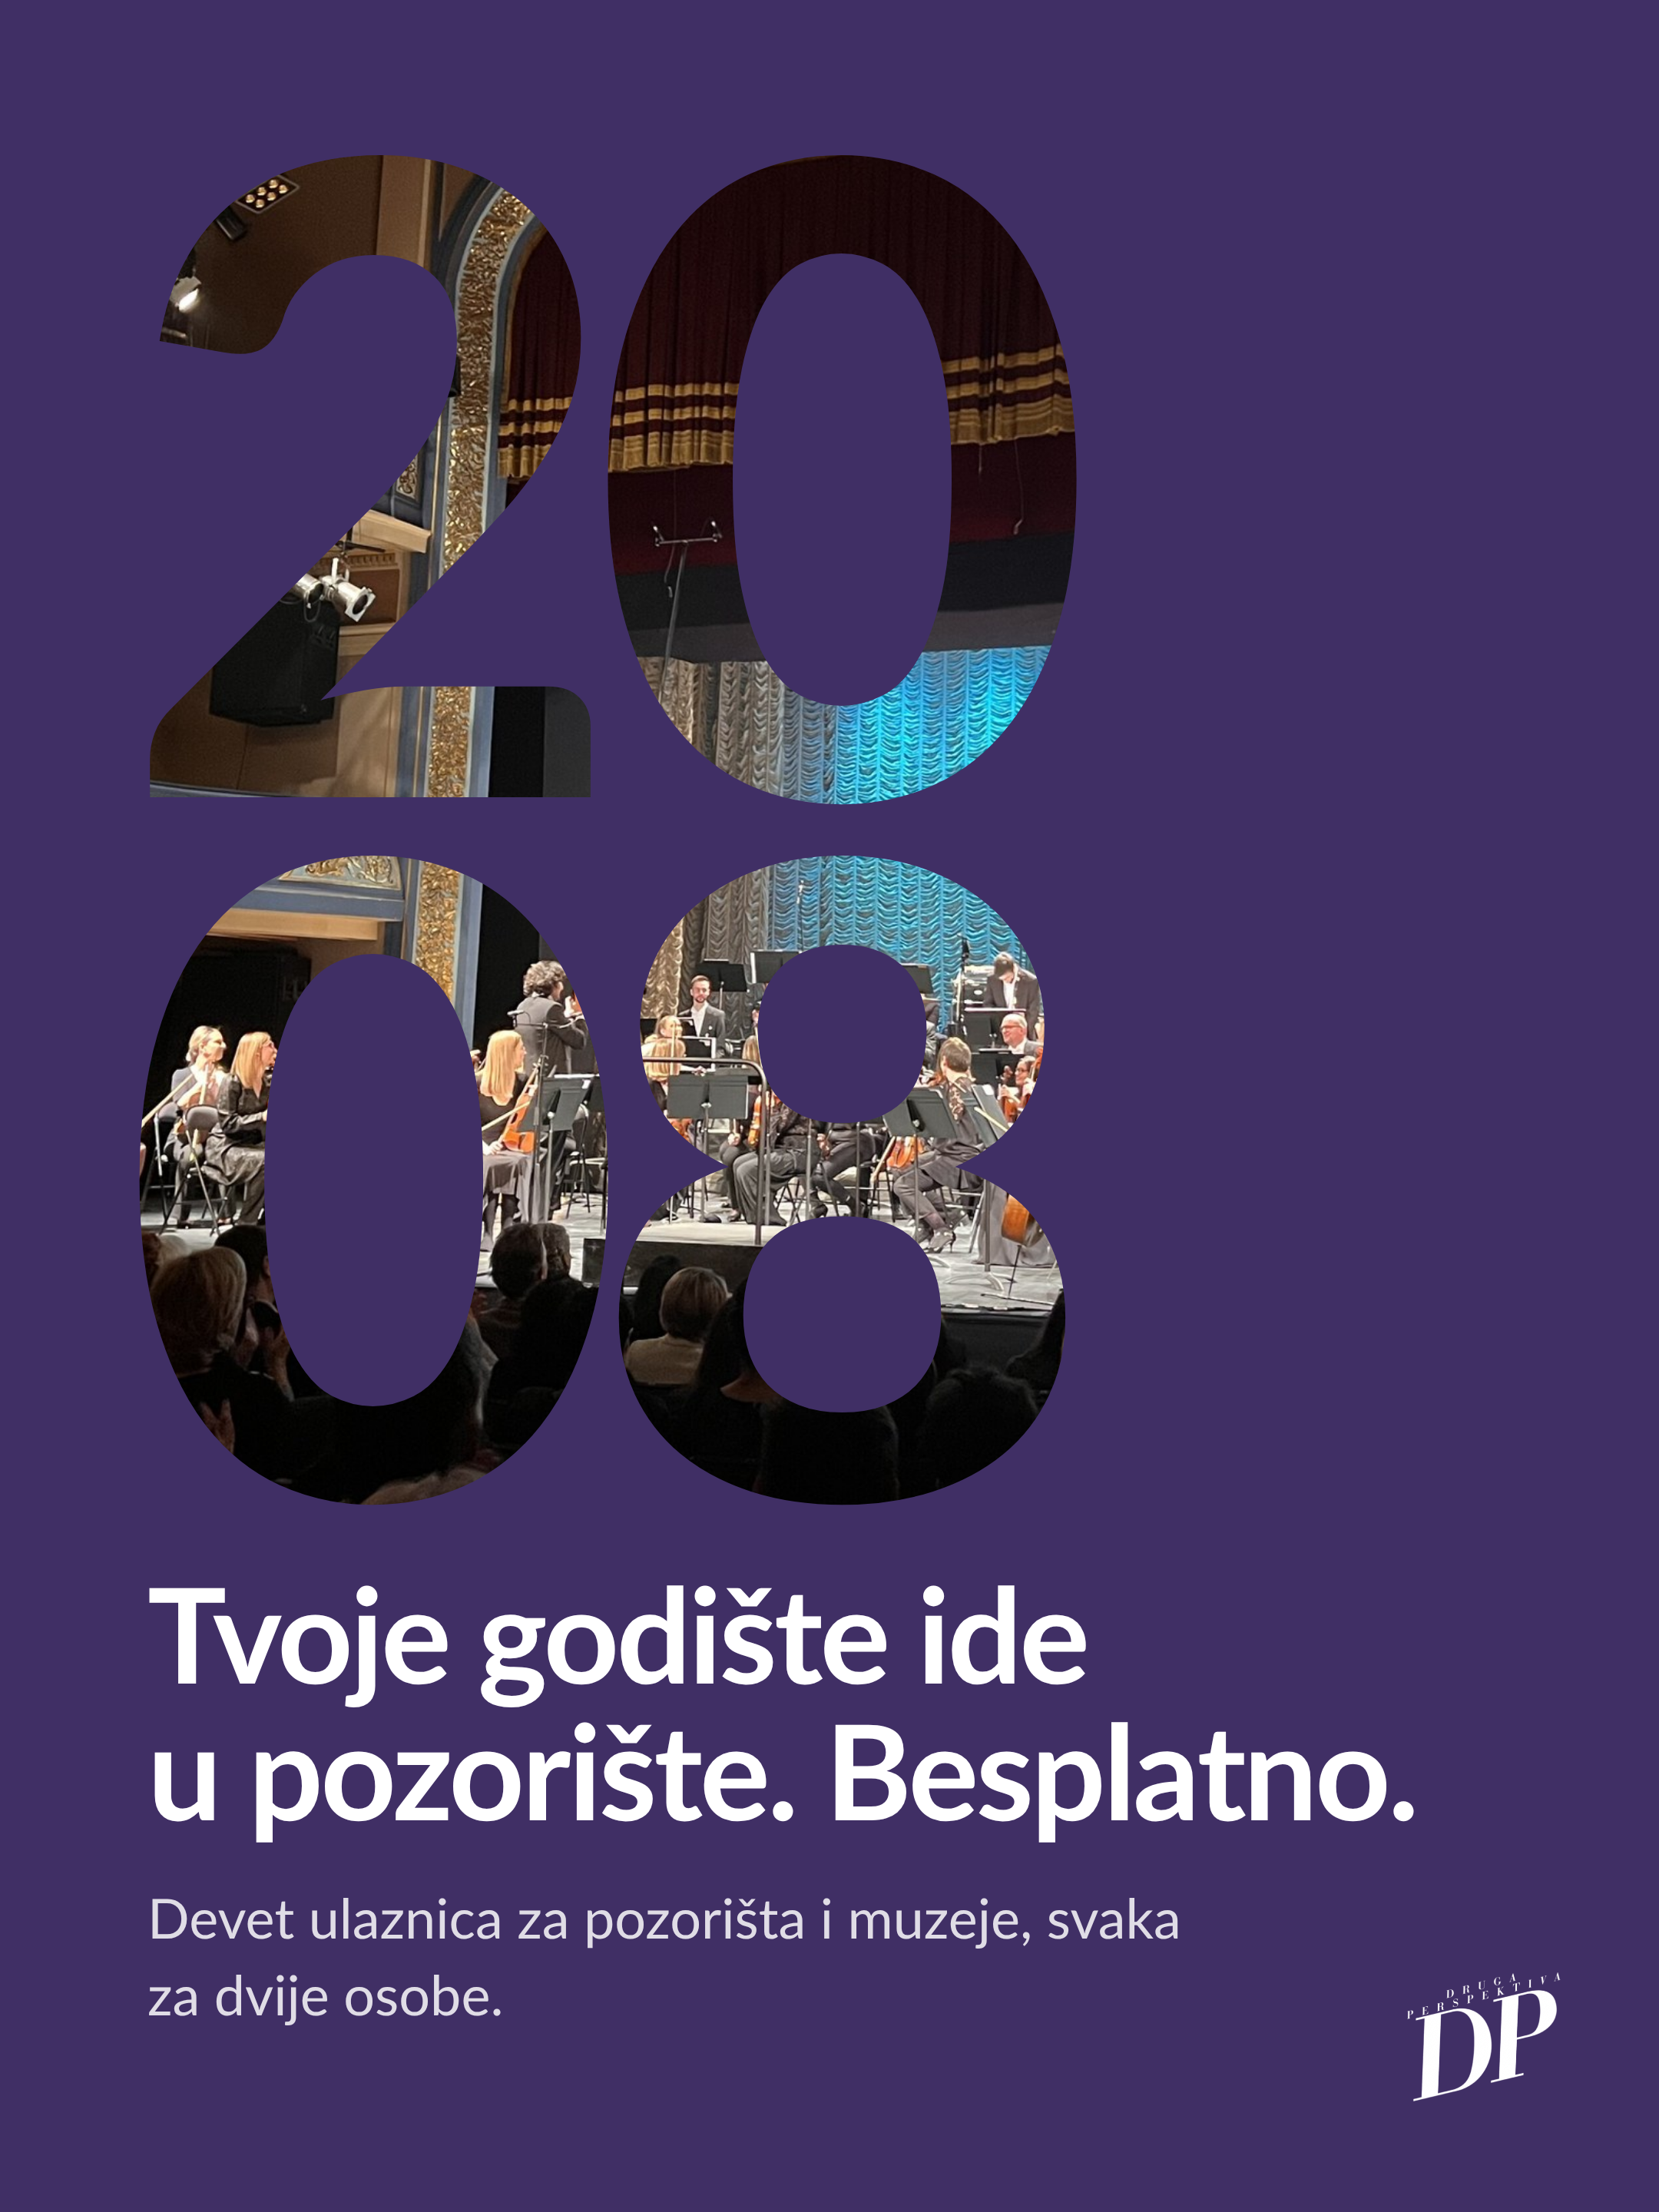 20
08
Tvoje godište ide
u pozorište. Besplatno.
Devet ulaznica za pozorišta i muzeje, svaka
za dvije osobe.
DRUGA
PERSPEKTIVA
DP